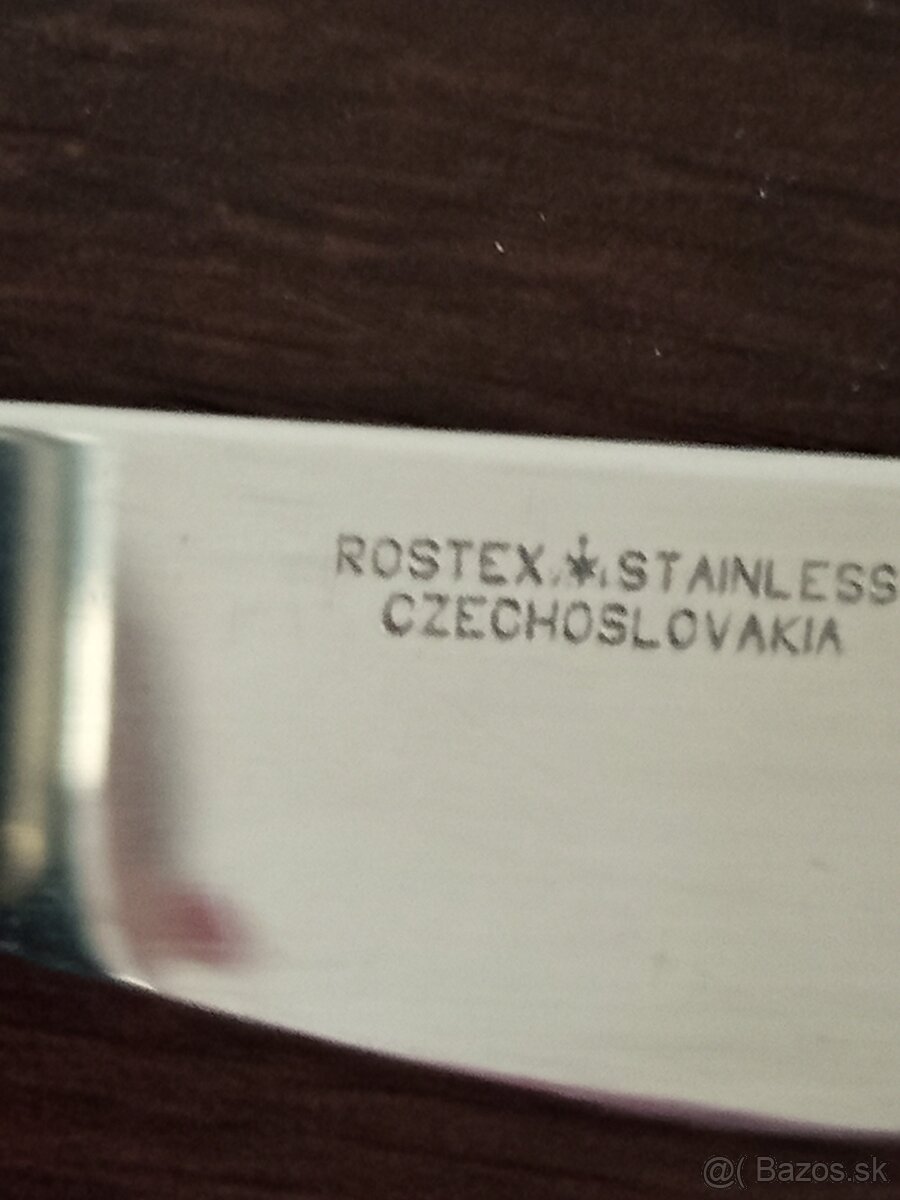 ROSTEX STAINLESS
CZECHOSLOVAKIA
@( Bazos.sk